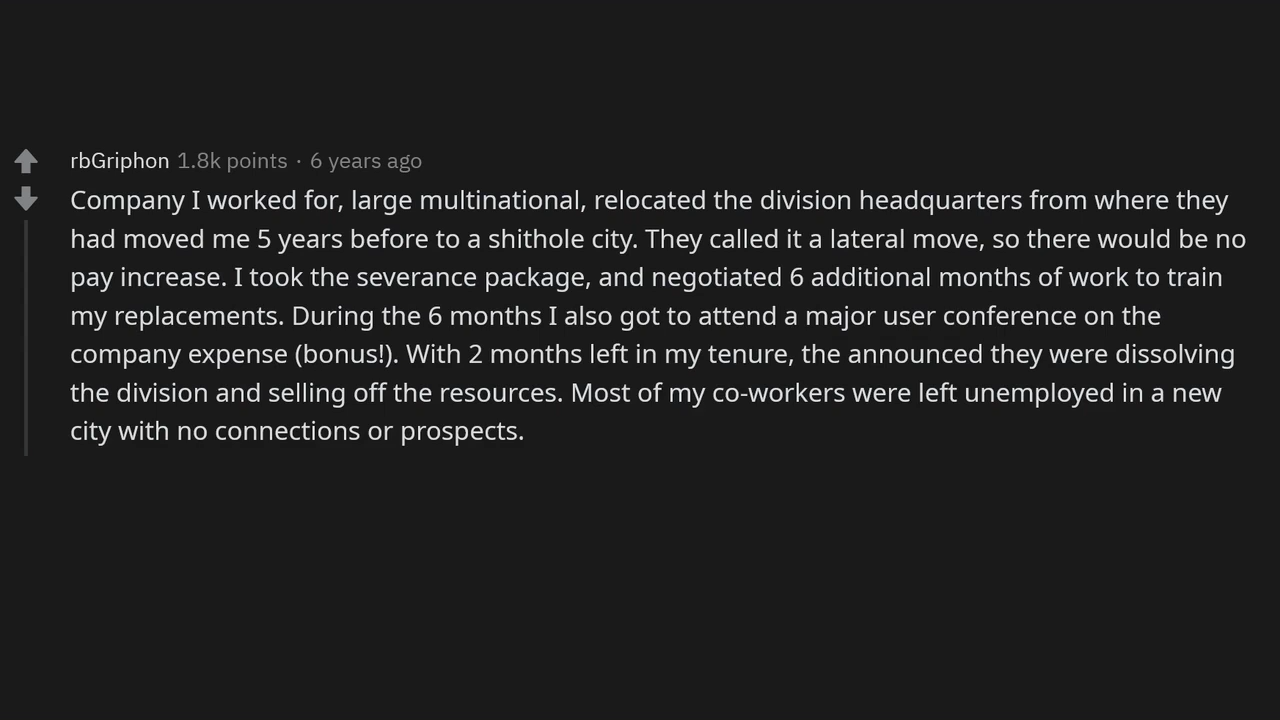 rbGriphon 1.8k points · 6 years ago
Company I worked for, large multinational, relocated the division headquarters from where they
had moved me 5 years before to a shithole city. They called it a lateral move, so there would be no
pay increase. I took the severance package, and negotiated 6 additional months of work to train
my replacements. During the 6 months I also got to attend a major user conference on the
company expense (bonus!). With 2 months left in my tenure, the announced they were dissolving
the division and selling off the resources. Most of my co-workers were left unemployed in a new
city with no connections or prospects.